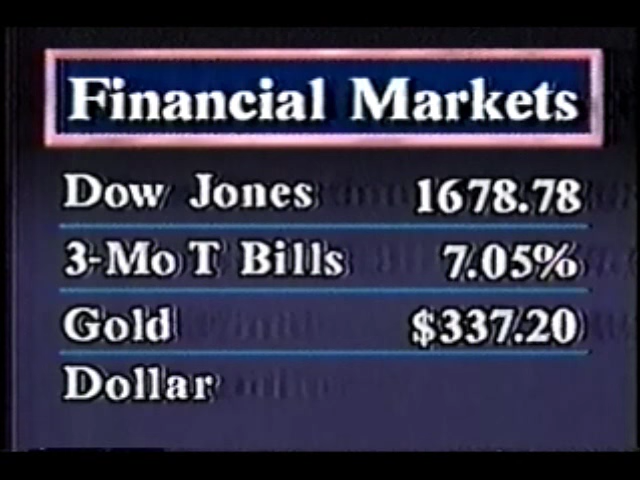 Financial Markets
Dow Jones 1678.78
3-Mo T Bills 7.05%
Gold $337.20
Dollar